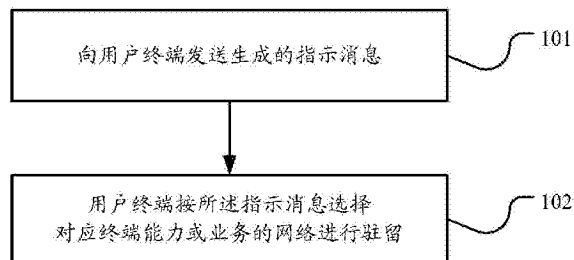 向用户终端发送生成的指示消息
101
用户终端按所述指示消息选择
对应终端能力或业务的网络进行驻留
102